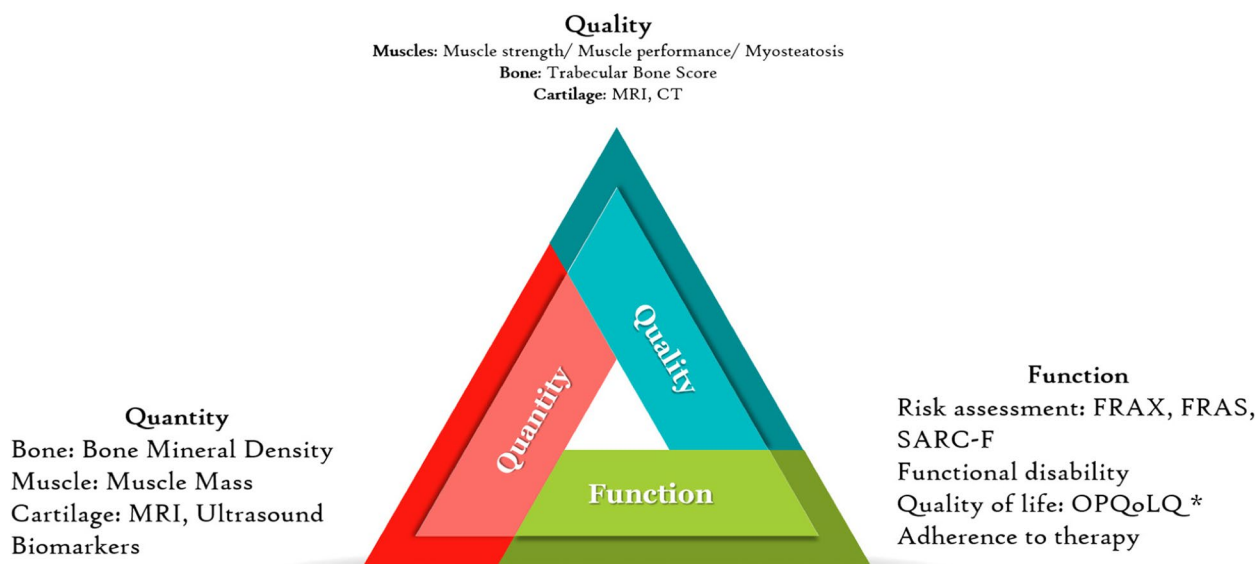 Quality
Muscles: Muscle strength/ Muscle performance/ Myosteatosis
Bone: Trabecular Bone Score
Cartilage: MRI, CT
Quality
Quantity
Function
Quantity
Bone: Bone Mineral Density
Muscle: Muscle Mass
Cartilage: MRI, Ultrasound
Biomarkers
Function
Risk assessment: FRAX, FRAS,
SARC-F
Functional disability
Quality of life: OPQoLQ *
Adherence to therapy